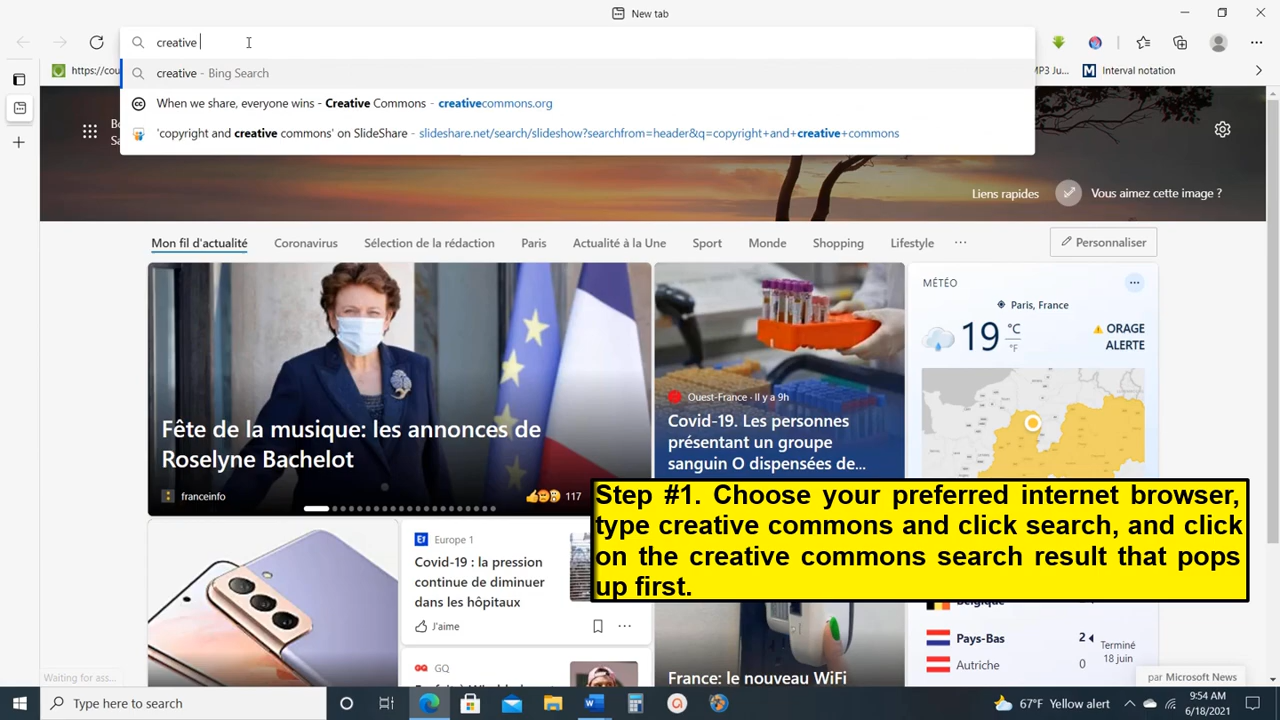 New tab
creative
https://cou
MP3 Ju...
Interval notation
creative - Bing Search
When we share, everyone wins - Creative Commons - creativecommons.org
'copyright and creative commons' on SlideShare - slideshare.net/search/slideshow?searchfrom=header&q=copyright+and+creative+commons
Liens rapides
Vous aimez cette image ?
Mon fil d'actualité
Coronavirus
Sélection de la rédaction
Paris
Actualité à la Une
Sport
Monde
Shopping
Lifestyle
...
Personnaliser
Fête de la musique: les annonces de
Roselyne Bachelot
franceinfo
117
Ouest-France · Il y a 9h
Covid-19. Les personnes
présentant un groupe
sanguin O dispensées de...
MÉTÉO
Paris, France
19 °C
°F
ORAGE
ALERTE
Step #1. Choose your preferred internet browser,
type creative commons and click search, and click
on the creative commons search result that pops
up first.
Europe 1
Covid-19 : la pression
continue de diminuer
dans les hôpitaux
J'aime
GQ
France: le nouveau WiFi
Belgique
Pays-Bas 2
Autriche 0
Terminé
18 juin
Waiting for ass...
par Microsoft News
Type here to search
67°F Yellow alert
9:54 AM
6/18/2021